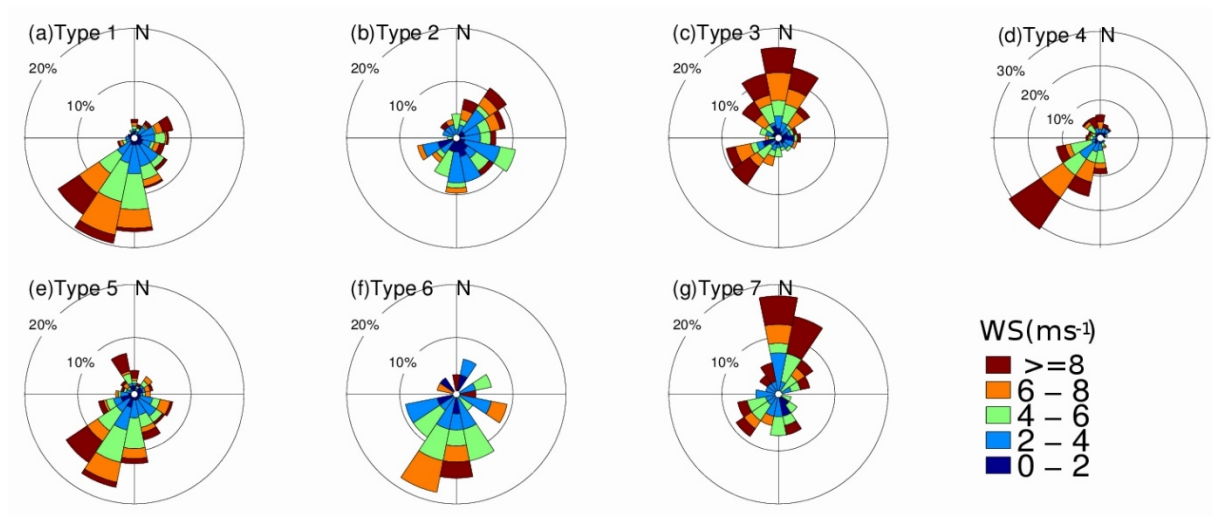 (a)Type 1 N
20%
10%
(b)Type 2 N
20%
10%
(c)Type 3 N
20%
10%
(d)Type 4 N
30%
20%
10%
(e)Type 5 N
20%
10%
(f)Type 6 N
20%
10%
(g)Type 7 N
20%
10%
WS(ms-1)
>=8
6 – 8
4 – 6
2 – 4
0 – 2